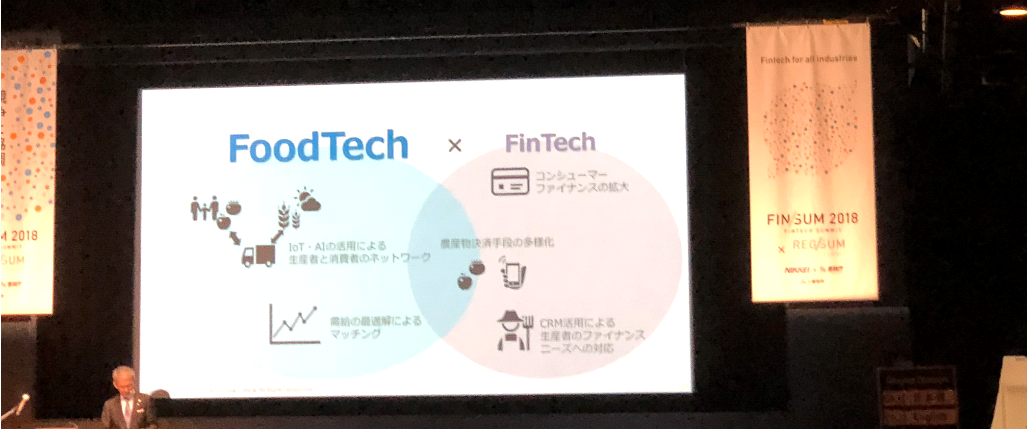 FoodTech × FinTech
コンシューマー
ファイナンスの拡大
IoT・AIの活用による
生産者と消費者のネットワーク
農産物決済手段の多様化
需給の最適解による
マッチング
CRM活用による
生産者のファイナンス
ニーズへの対応
Fintech for all industries
FIN/SUM 2018
FINTECH SUMMIT
× REG/SUM
NIKKEI
M 2018
SUM